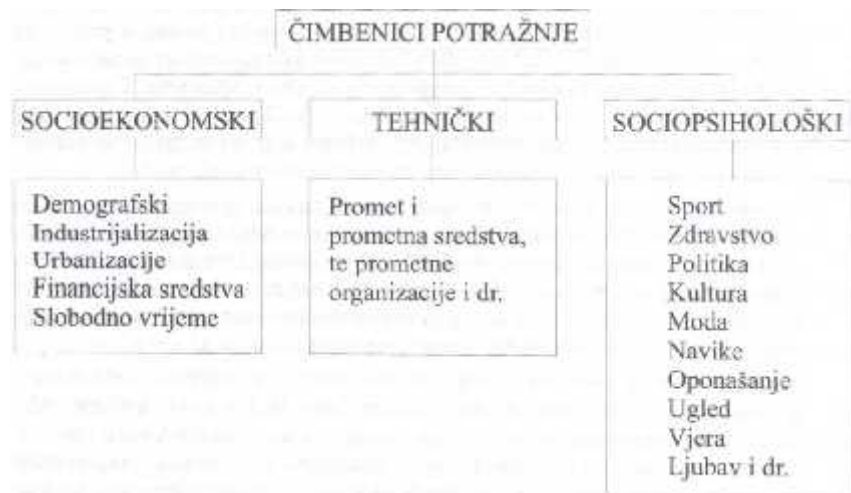 ČIMBENICI POTRAŽNJE
SOCIOEKONOMSKI
Demografski
Industrijalizacija
Urbanizacije
Financijska sredstva
Slobodno vrijeme
TEHNIČKI
Promet i
prometna sredstva,
te prometne
organizacije i dr.
SOCIOPSIHOLOŠKI
Sport
Zdravstvo
Politika
Kultura
Moda
Navike
Oponašanje
Ugled
Vjera
Ljubav i dr.